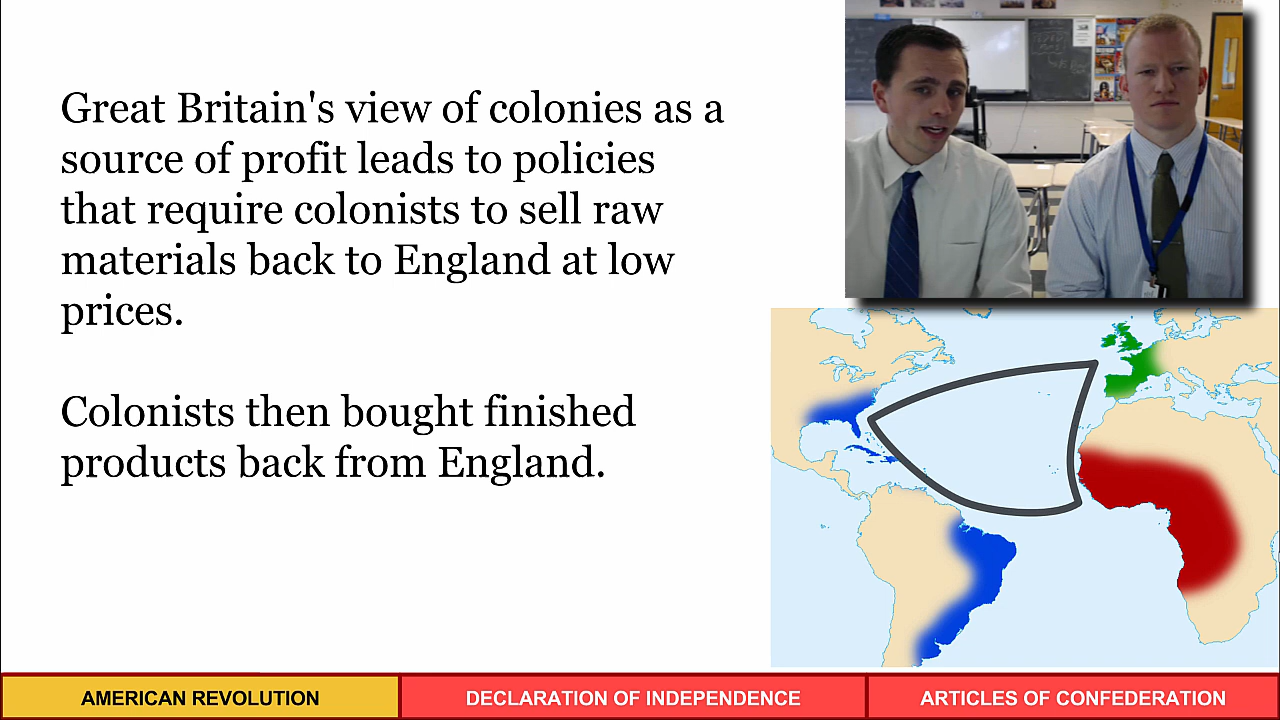 Great Britain's view of colonies as a
source of profit leads to policies
that require colonists to sell raw
materials back to England at low
prices.
Colonists then bought finished
products back from England.
AMERICAN REVOLUTION
DECLARATION OF INDEPENDENCE
ARTICLES OF CONFEDERATION